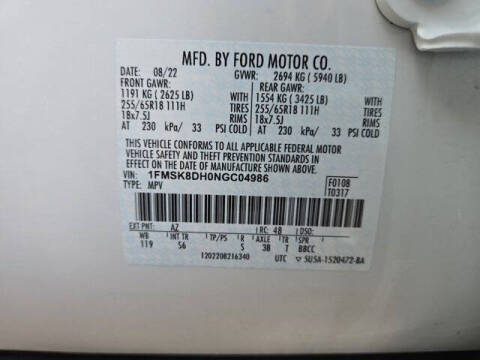 MFD. BY FORD MOTOR CO.
DATE: 08/22 GVWR: 2694 KG ( 5940 LB)
FRONT GAWR: REAR GAWR:
1191 KG ( 2625 LB) 1554 KG ( 3425 LB)
255/65R18 111H TIRES 255/65R18 111H TIRES
18x7.5J RIMS 18x7.5J RIMS
AT 230 kPa/ 33 PSI COLD AT 230 kPa/ 33 PSI COLD
THIS VEHICLE CONFORMS TO ALL APPLICABLE FEDERAL MOTOR
VEHICLE SAFETY AND THEFT PREVENTION STANDARDS IN EFFECT ON THE DATE OF MANUFACTURE
SHOWN ABOVE.
VIN: 1FMSK8DH0NGC04986 F0108
TYPE: MPV T0317
EXT PNT: AZ RC: 48 DSO:
WB INT TR TP/PS R AXLE TR SPR
119 S6 S 3B T BBCC
1202208216340 UTC 5U5A-1520472-BA